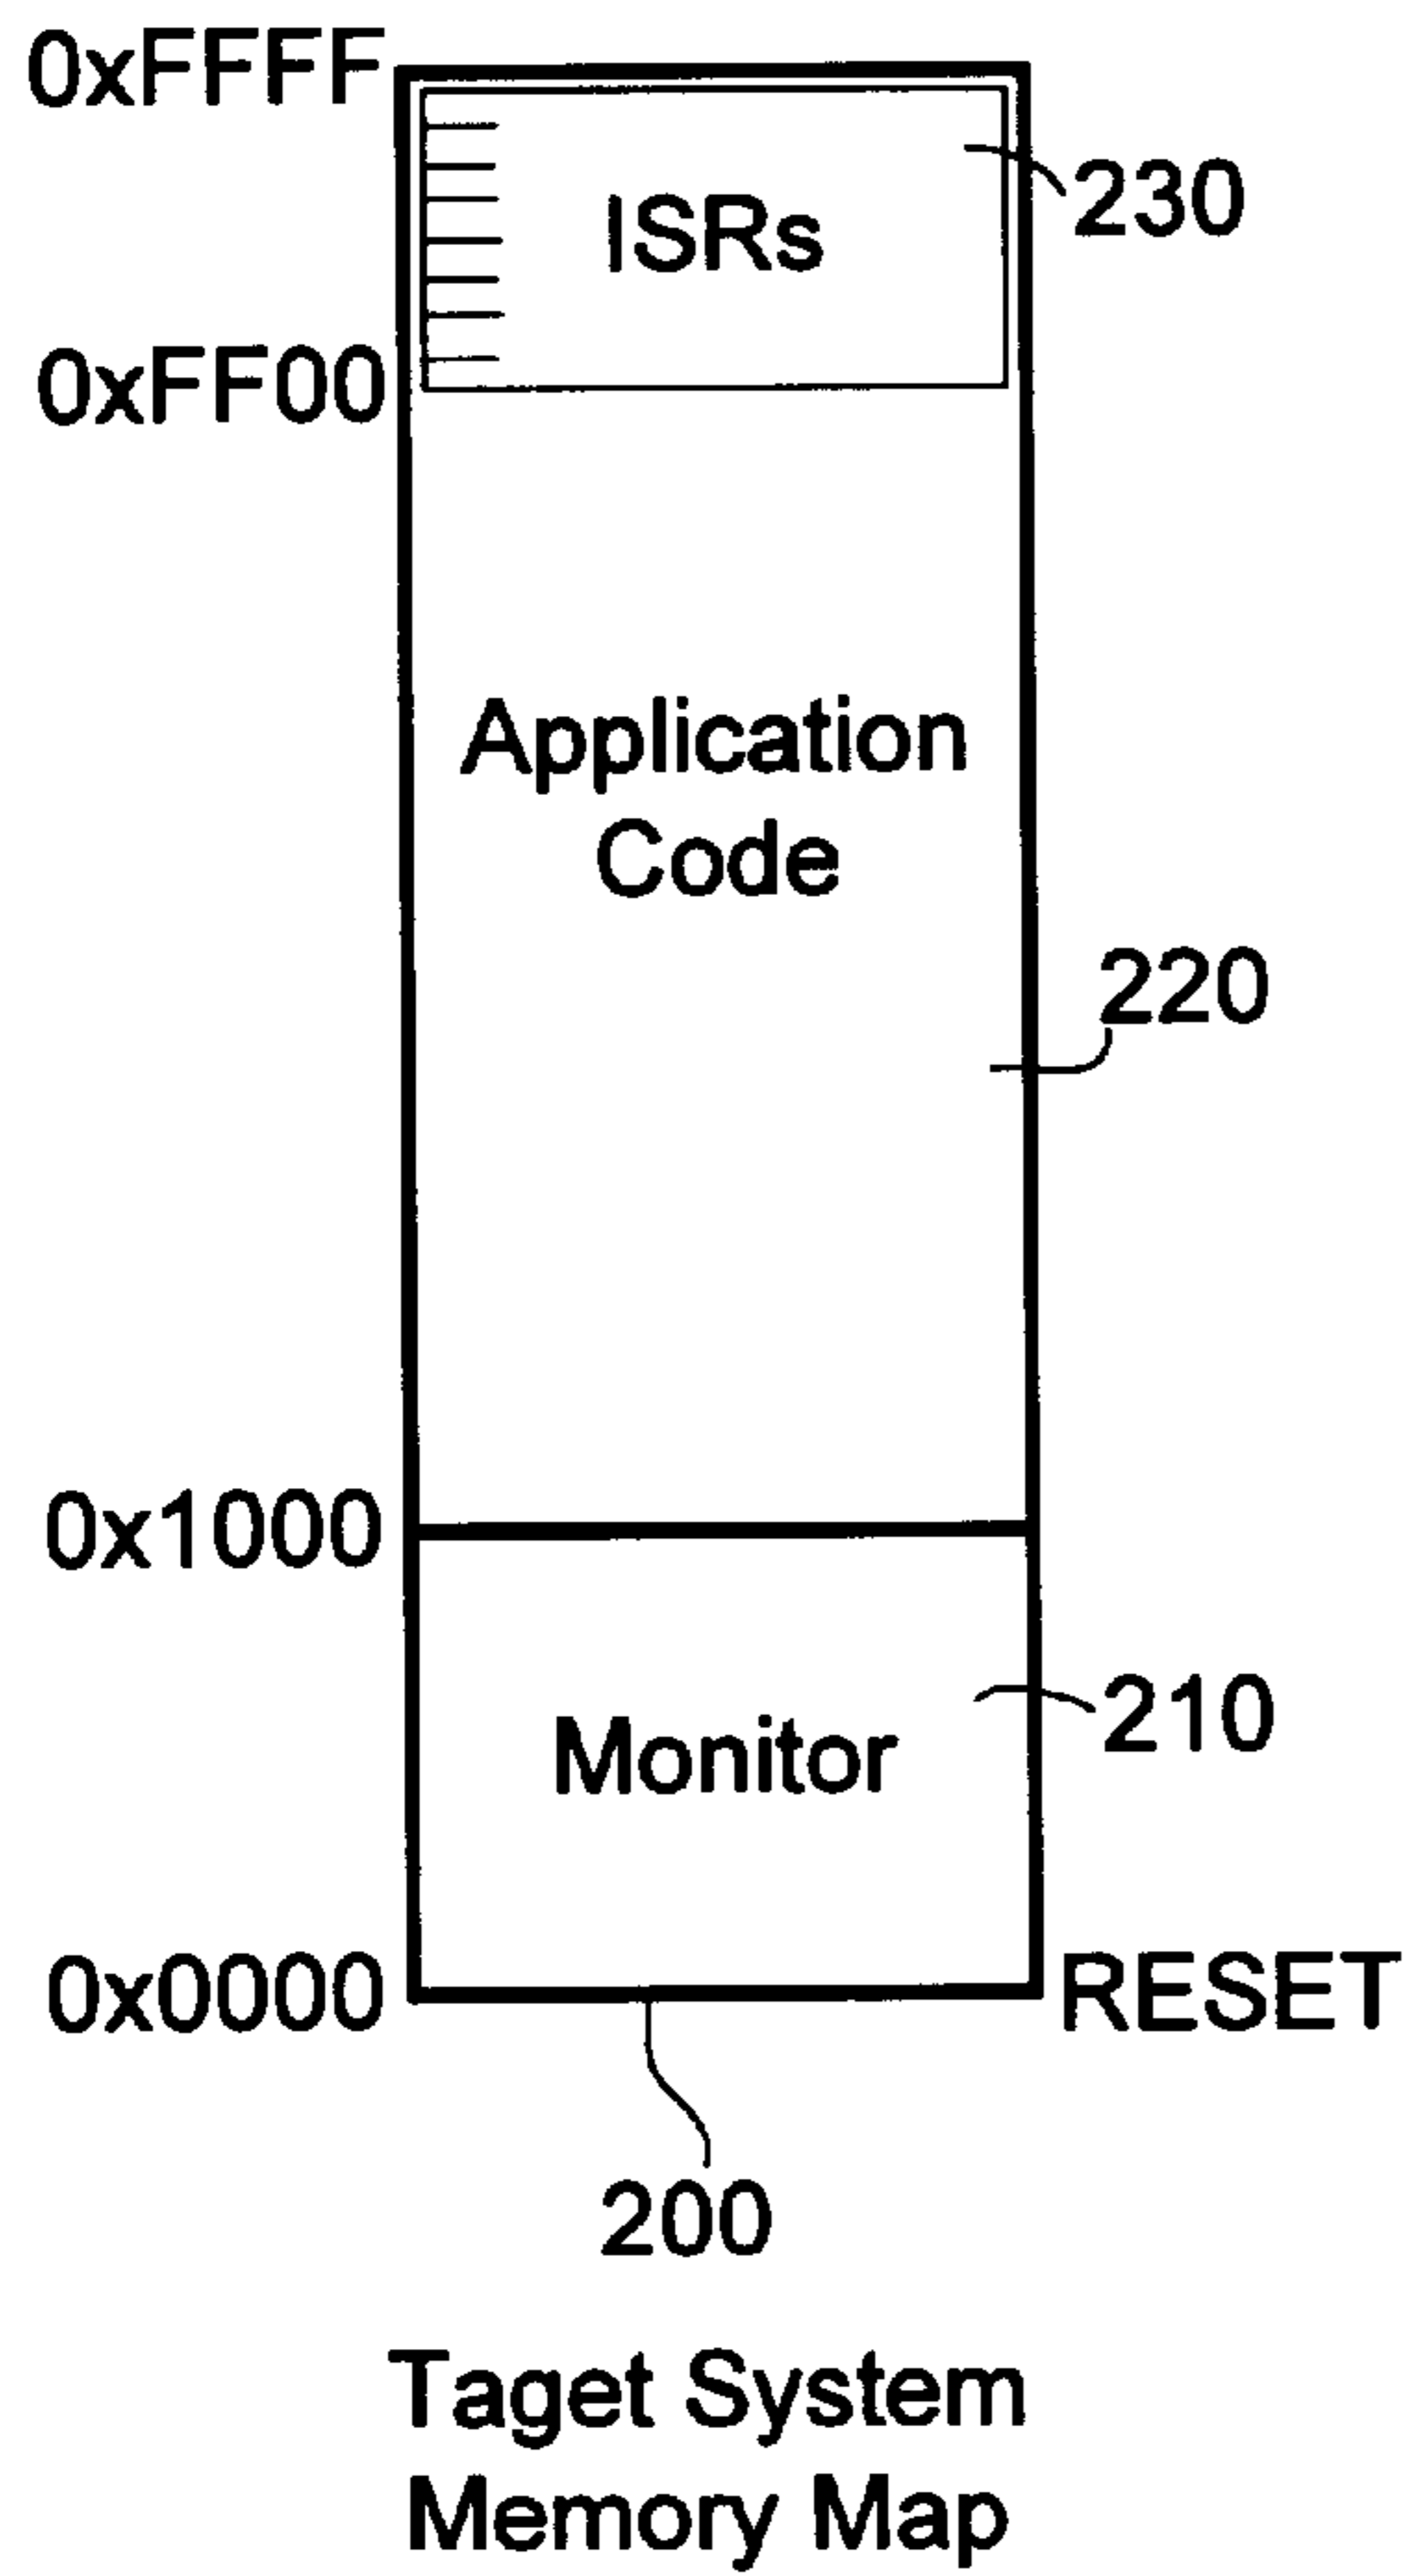 0xFFFF
230
ISRs
0xFF00
Application
Code
220
0x1000
210
Monitor
0x0000
RESET
200
Taget System
Memory Map